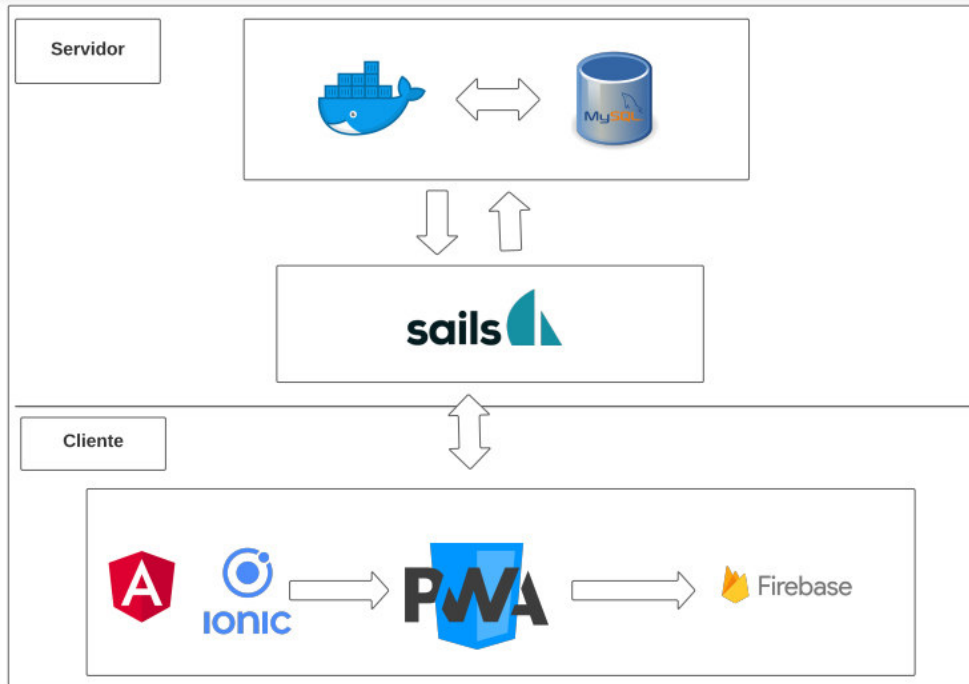 Servidor
MySQL
sails
Cliente
A
IONIC
PWA
Firebase